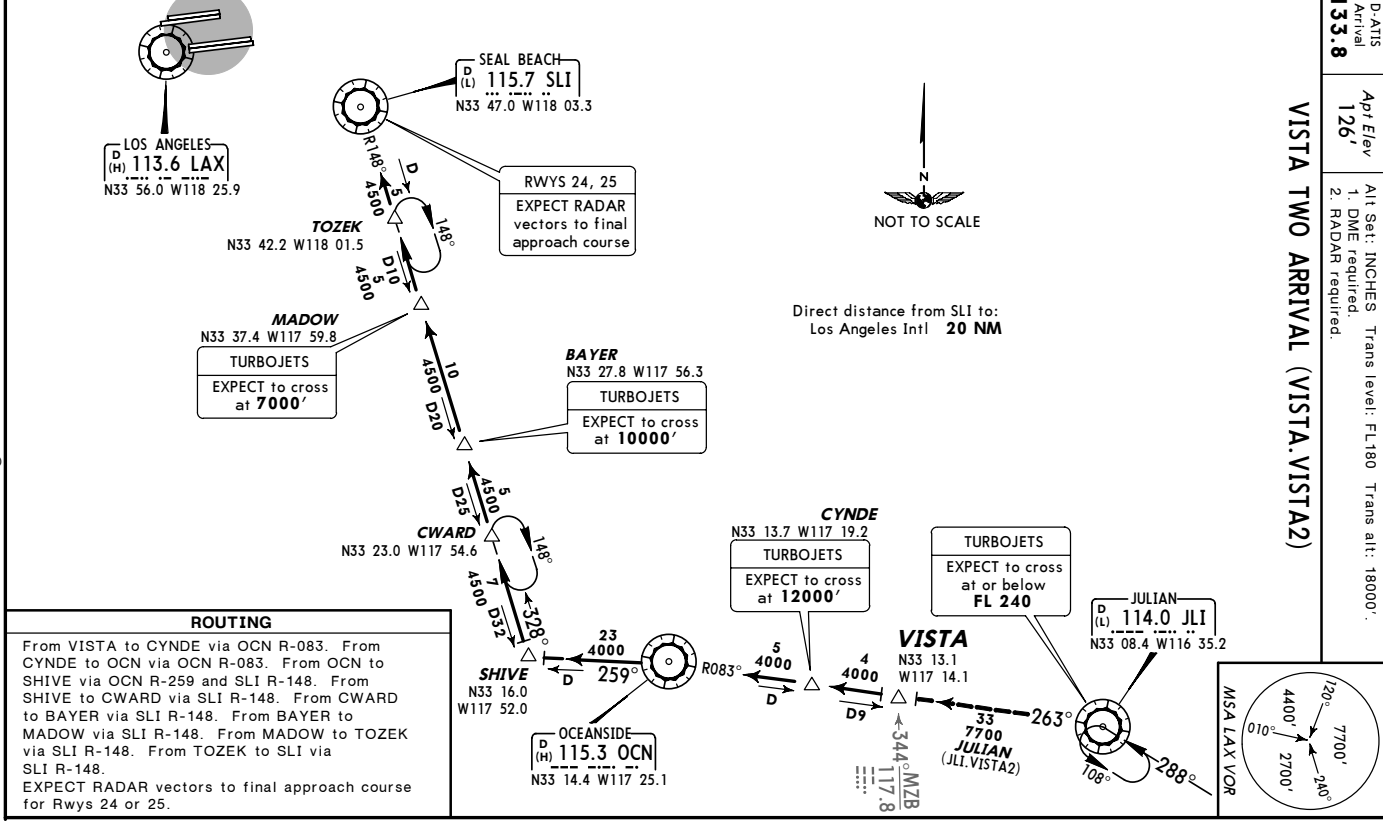 D-ATIS
Arrival
133.8
Apt Elev
126'
Alt Set: INCHES Trans level: FL180 Trans alt: 18000'.
1. DME required.
2. RADAR required.
VISTA TWO ARRIVAL (VISTA.VISTA2)
LOS ANGELES
D
(H) 113.6 LAX
N33 56.0 W118 25.9
SEAL BEACH
D
(L) 115.7 SLI
N33 47.0 W118 03.3
RWYS 24, 25
EXPECT RADAR
vectors to final
approach course
N
NOT TO SCALE
Direct distance from SLI to:
Los Angeles Intl 20 NM
R148°
D
5
4500
TOZEK
N33 42.2 W118 01.5
148°
D10
5
4500
MADOW
N33 37.4 W117 59.8
TURBOJETS
EXPECT to cross
at 7000'
10
4500
D20
BAYER
N33 27.8 W117 56.3
TURBOJETS
EXPECT to cross
at 10000'
5
4500
D25
CWARD
N33 23.0 W117 54.6
148°
7
4500
D32
328°
SHIVE
N33 16.0
W117 52.0
23
4000
259°
D
OCEANSIDE
D
(H) 115.3 OCN
N33 14.4 W117 25.1
R083°
5
4000
D
CYNDE
N33 13.7 W117 19.2
TURBOJETS
EXPECT to cross
at 12000'
4
4000
D9
VISTA
N33 13.1
W117 14.1
344° MZB
117.8
263°
33
7700
JULIAN
(JLI.VISTA2)
TURBOJETS
EXPECT to cross
at or below
FL 240
JULIAN
D
(L) 114.0 JLI
N33 08.4 W116 35.2
108°
288°
MSA LAX VOR
120°
7700'
240°
010°
4400'
2700'
ROUTING
From VISTA to CYNDE via OCN R-083. From
CYNDE to OCN via OCN R-083. From OCN to
SHIVE via OCN R-259 and SLI R-148. From
SHIVE to CWARD via SLI R-148. From CWARD
to BAYER via SLI R-148. From BAYER to
MADOW via SLI R-148. From MADOW to TOZEK
via SLI R-148. From TOZEK to SLI via
SLI R-148.
EXPECT RADAR vectors to final approach course
for Rwys 24 or 25.